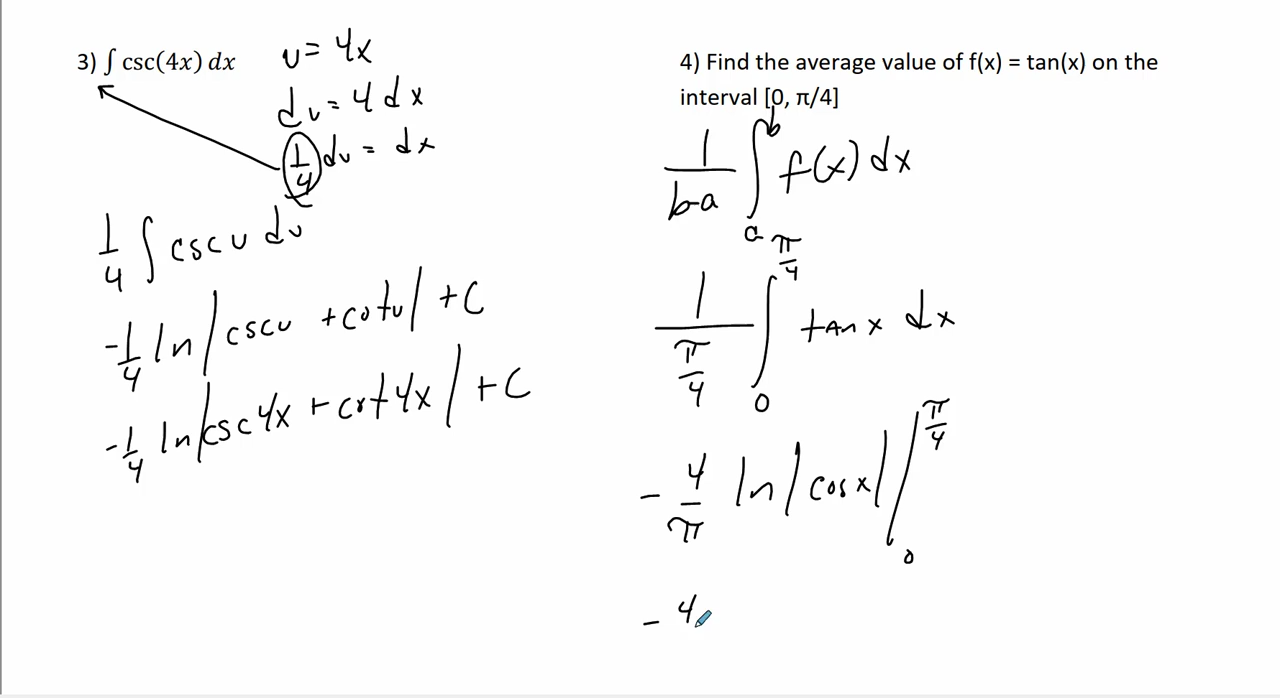 3) ∫ csc(4x) dx
u = 4x
du = 4 dx
1/4 du = dx
1/4 ∫ csc u du
-1/4 ln |csc u + cot u| + C
-1/4 ln |csc 4x + cot 4x| + C
4) Find the average value of f(x) = tan(x) on the
interval [0, π/4]
1/(b-a) ∫_a^b f(x) dx
1/(π/4) ∫_0^(π/4) tan x dx
- 4/π ln |cos x| |_0^(π/4)
- 4